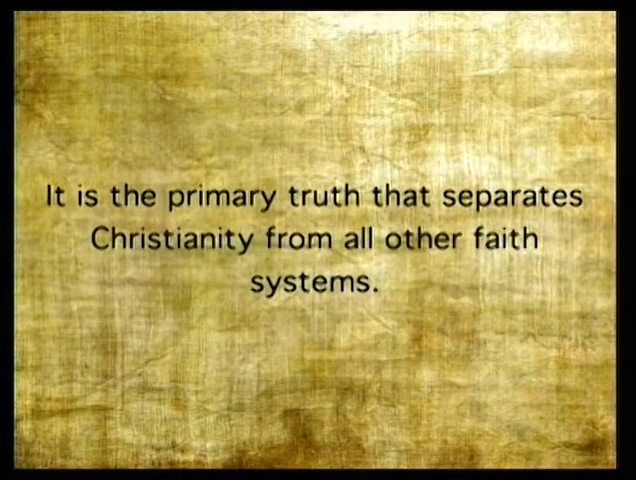 It is the primary truth that separates
Christianity from all other faith
systems.